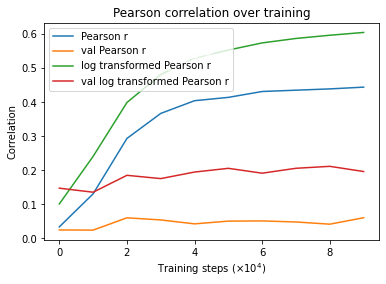 Pearson correlation over training
Pearson r
val Pearson r
log transformed Pearson r
val log transformed Pearson r
0.6
0.5
0.4
0.3
0.2
0.1
0.0
Correlation
0 2 4 6 8
Training steps (×10⁴)